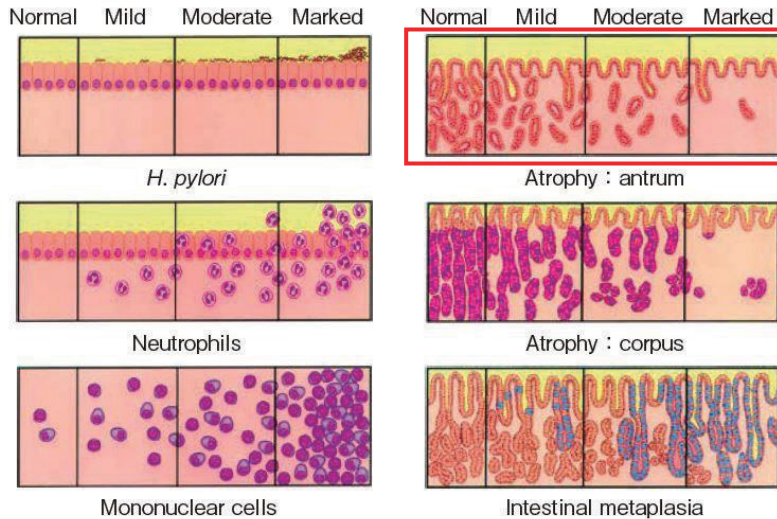 Normal Mild Moderate Marked
Normal Mild Moderate Marked
H. pylori
Atrophy：antrum
Neutrophils
Atrophy：corpus
Mononuclear cells
Intestinal metaplasia